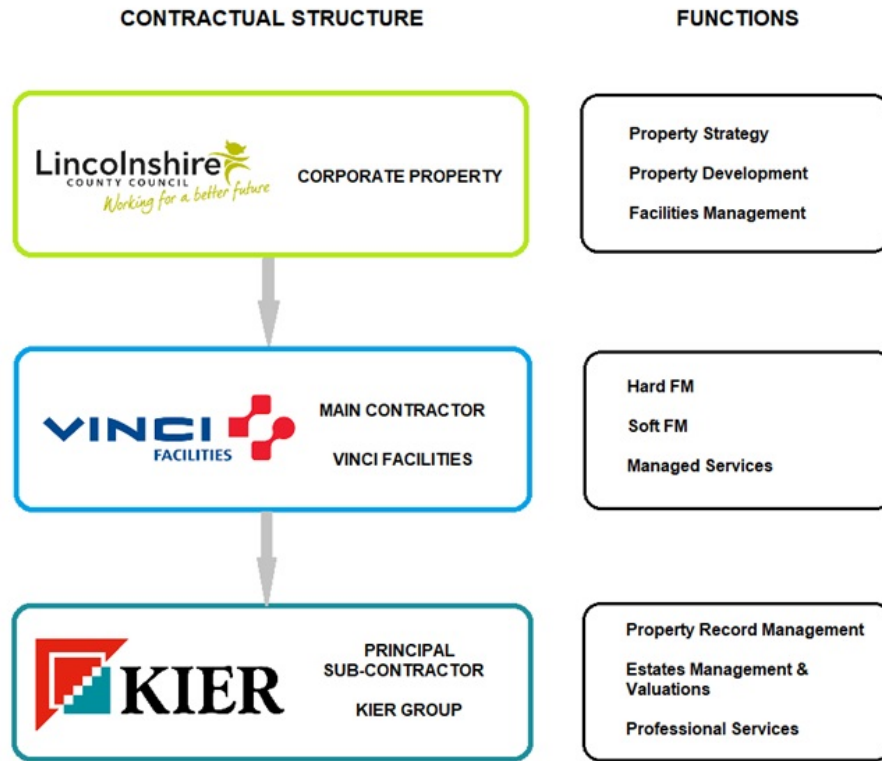 CONTRACTUAL STRUCTURE
FUNCTIONS
Lincolnshire
COUNTY COUNCIL
Working for a better future
CORPORATE PROPERTY
Property Strategy
Property Development
Facilities Management
VINCI
FACILITIES
MAIN CONTRACTOR
VINCI FACILITIES
Hard FM
Soft FM
Managed Services
KIER
PRINCIPAL
SUB-CONTRACTOR
KIER GROUP
Property Record Management
Estates Management &
Valuations
Professional Services